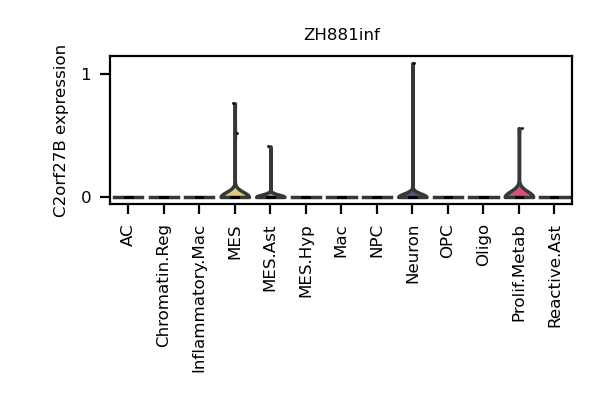 ZH881inf
C2orf27B expression
1
0
AC
Chromatin.Reg
Inflammatory.Mac
MES
MES.Ast
MES.Hyp
Mac
NPC
Neuron
OPC
Oligo
Prolif.Metab
Reactive.Ast